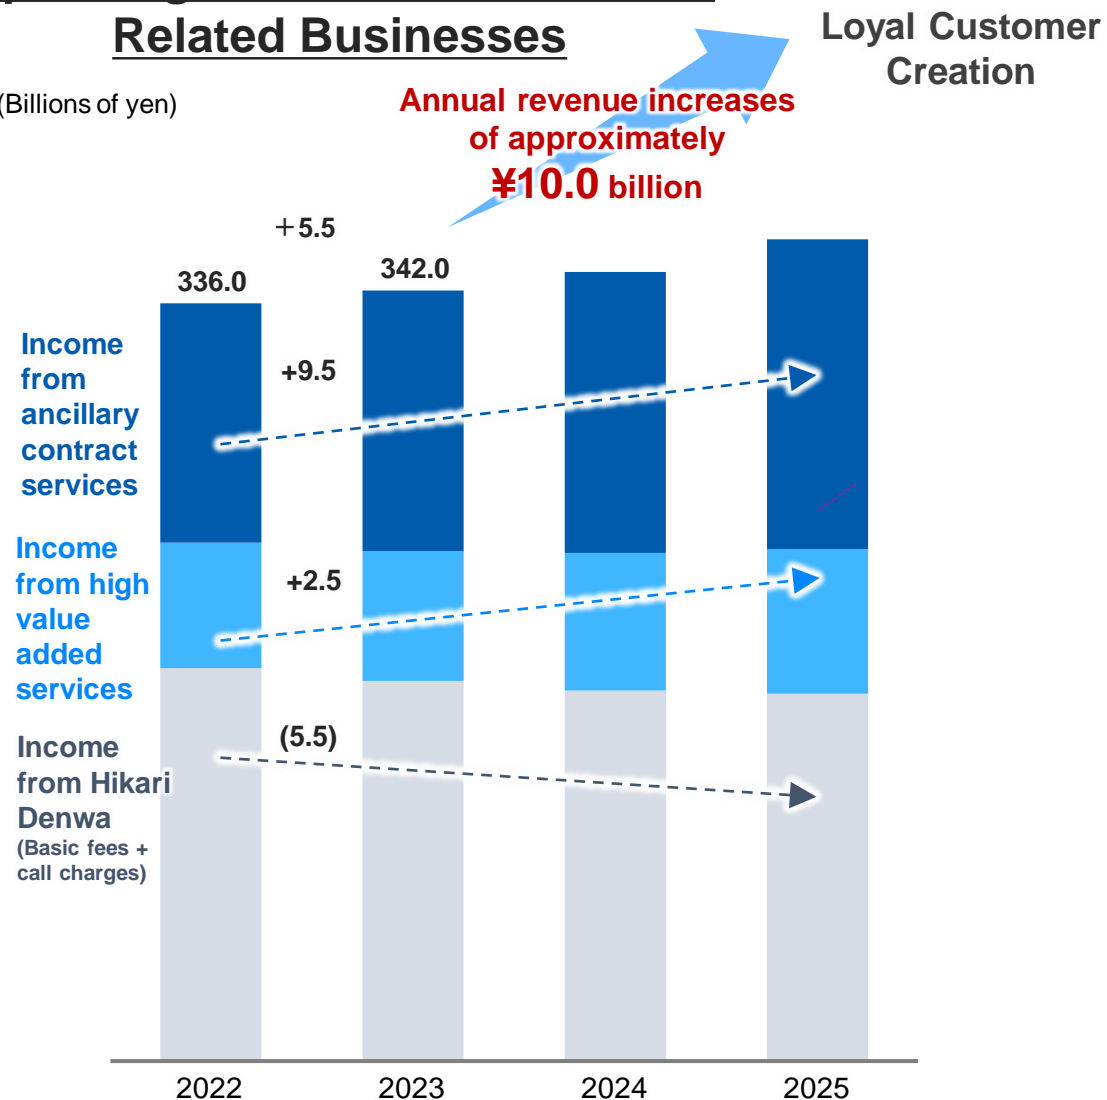 Related Businesses
Loyal Customer
Creation
(Billions of yen)
Annual revenue increases
of approximately
¥10.0 billion
+5.5
336.0
342.0
Income
from
ancillary
contract
services
+9.5
Income
from high
value
added
services
+2.5
Income
from Hikari
Denwa
(Basic fees +
call charges)
(5.5)
2022
2023
2024
2025